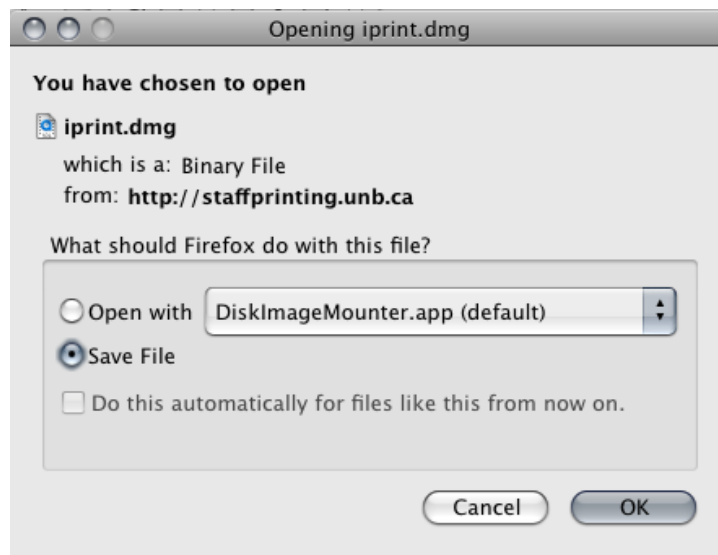 Opening iprint.dmg
You have chosen to open
iprint.dmg
which is a: Binary File
from: http://staffprinting.unb.ca
What should Firefox do with this file?
Open with DiskImageMounter.app (default)
Save File
Do this automatically for files like this from now on.
Cancel OK